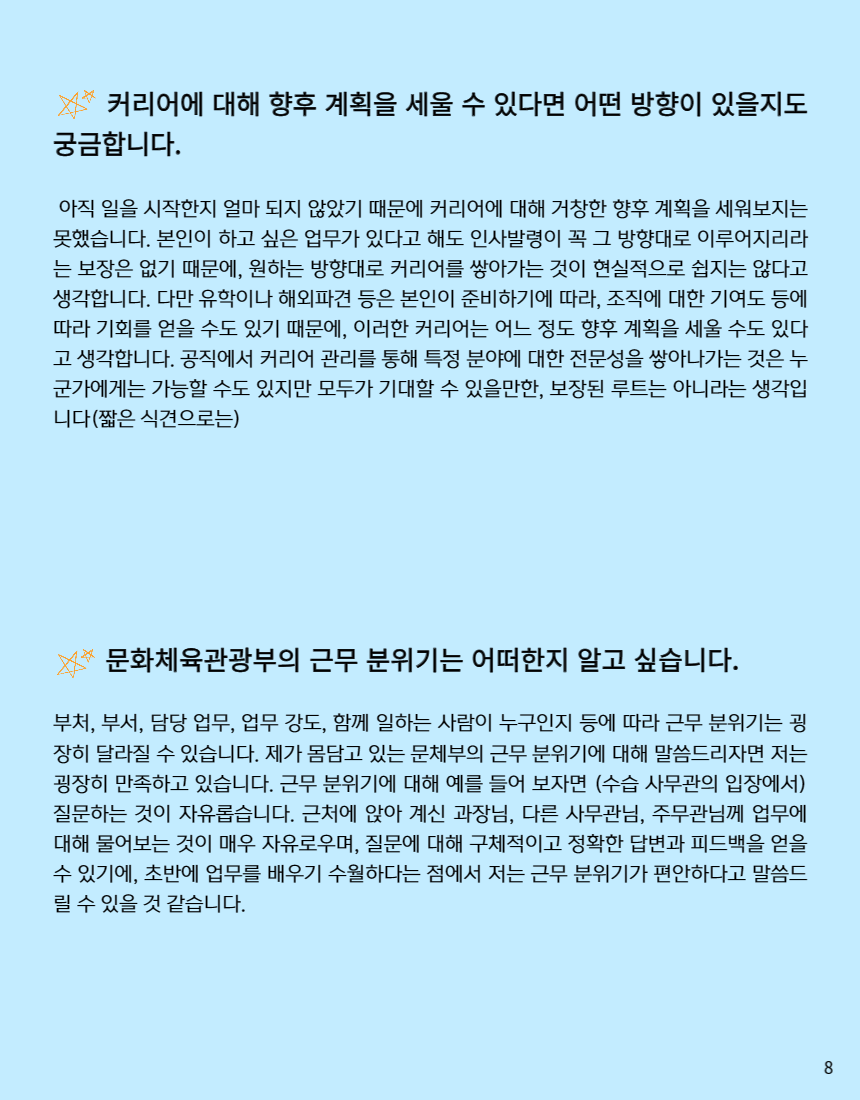 커리어에 대해 향후 계획을 세울 수 있다면 어떤 방향이 있을지도
궁금합니다.
아직 일을 시작한지 얼마 되지 않았기 때문에 커리어에 대해 거창한 향후 계획을 세워보지는
못했습니다. 본인이 하고 싶은 업무가 있다고 해도 인사발령이 꼭 그 방향대로 이루어지리라
는 보장은 없기 때문에, 원하는 방향대로 커리어를 쌓아가는 것이 현실적으로 쉽지는 않다고
생각합니다. 다만 유학이나 해외파견 등은 본인이 준비하기에 따라, 조직에 대한 기여도 등에
따라 기회를 얻을 수도 있기 때문에, 이러한 커리어는 어느 정도 향후 계획을 세울 수도 있다
고 생각합니다. 공직에서 커리어 관리를 통해 특정 분야에 대한 전문성을 쌓아나가는 것은 누
군가에게는 가능할 수도 있지만 모두가 기대할 수 있을만한, 보장된 루트는 아니라는 생각입
니다(짧은 식견으로는)
문화체육관광부의 근무 분위기는 어떠한지 알고 싶습니다.
부처, 부서, 담당 업무, 업무 강도, 함께 일하는 사람이 누구인지 등에 따라 근무 분위기는 굉
장히 달라질 수 있습니다. 제가 몸담고 있는 문체부의 근무 분위기에 대해 말씀드리자면 저는
굉장히 만족하고 있습니다. 근무 분위기에 대해 예를 들어 보자면 (수습 사무관의 입장에서)
질문하는 것이 자유롭습니다. 근처에 앉아 계신 과장님, 다른 사무관님, 주무관님께 업무에
대해 물어보는 것이 매우 자유로우며, 질문에 대해 구체적이고 정확한 답변과 피드백을 얻을
수 있기에, 초반에 업무를 배우기 수월하다는 점에서 저는 근무 분위기가 편안하다고 말씀드
릴 수 있을 것 같습니다.
8